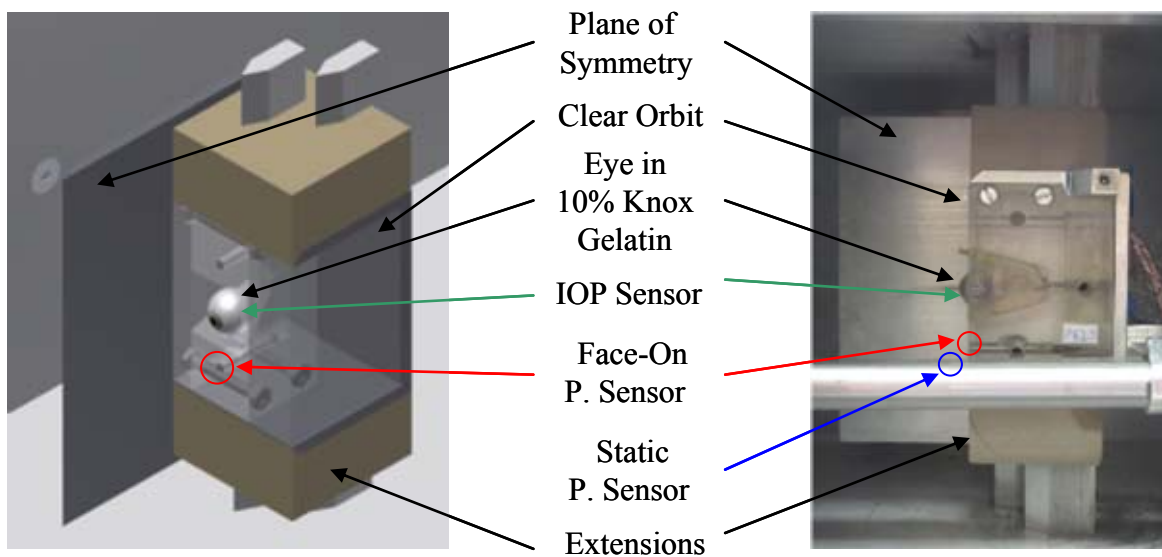 Plane of
Symmetry
Clear Orbit
Eye in
10% Knox
Gelatin
IOP Sensor
Face-On
P. Sensor
Static
P. Sensor
Extensions